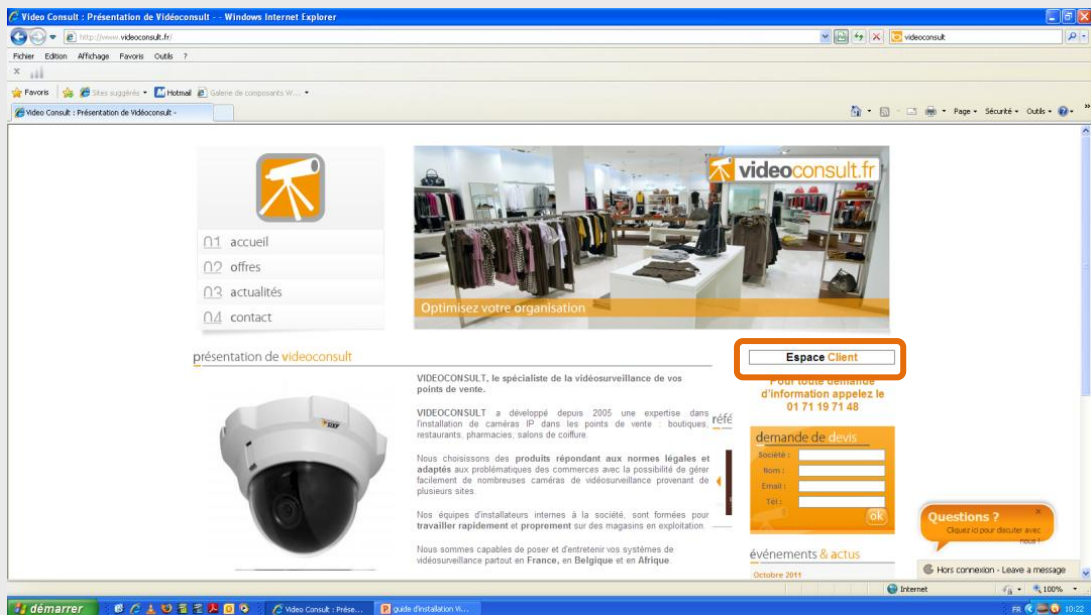 Video Consult : Présentation de Vidéoconsult - - Windows Internet Explorer
http://www.videoconsult.fr/
videoconsult
Fichier Edition Affichage Favoris Outils ?
x
Favoris Sites suggérés Hotmail Galerie de composants W...
Video Consult : Présentation de Vidéoconsult -
Page Sécurité Outils
videoconsult.fr
01 accueil
02 offres
03 actualités
04 contact
Optimisez votre organisation
présentation de videoconsult
VIDEOCONSULT, le spécialiste de la vidéosurveillance de vos
points de vente.
VIDEOCONSULT a développé depuis 2005 une expertise dans
l'installation de caméras IP dans les points de vente : boutiques,
restaurants, pharmacies, salons de coiffure.
Nous choisissons des produits répondant aux normes légales et
adaptés aux problématiques des commerces avec la possibilité de gérer
facilement de nombreuses caméras de vidéosurveillance provenant de
plusieurs sites.
Nos équipes d'installateurs internes à la société, sont formées pour
travailler rapidement et proprement sur des magasins en exploitation.
Nous sommes capables de poser et d'entretenir vos systèmes de
vidéosurveillance partout en France, en Belgique et en Afrique.
réfé
Espace Client
Pour toute demande
d'information appelez le
01 71 19 71 48
demande de devis
Société :
Nom :
Email :
Tél :
ok
événements & actus
Octobre 2011
Questions ?
x
Cliquez ici pour discuter avec
nous !
Hors connexion - Leave a message
Internet
100%
démarrer
Video Consult : Prése...
guide d'installation Vi...
FR
10:22